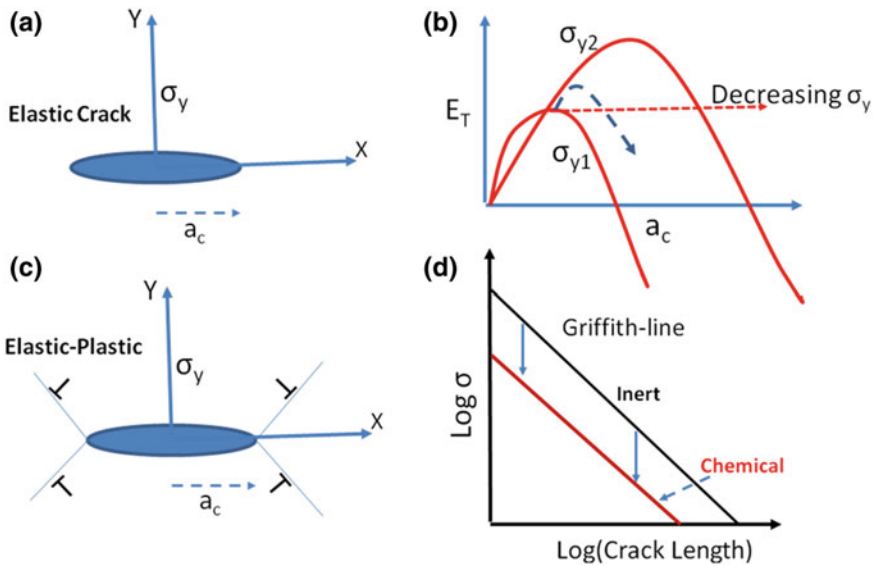 (a)
Y
σy
Elastic Crack
X
ac
(b)
σy2
Decreasing σy
ET
σy1
ac
(c)
Y
Elastic-Plastic
σy
X
ac
(d)
Griffith-line
Inert
Log σ
Chemical
Log(Crack Length)